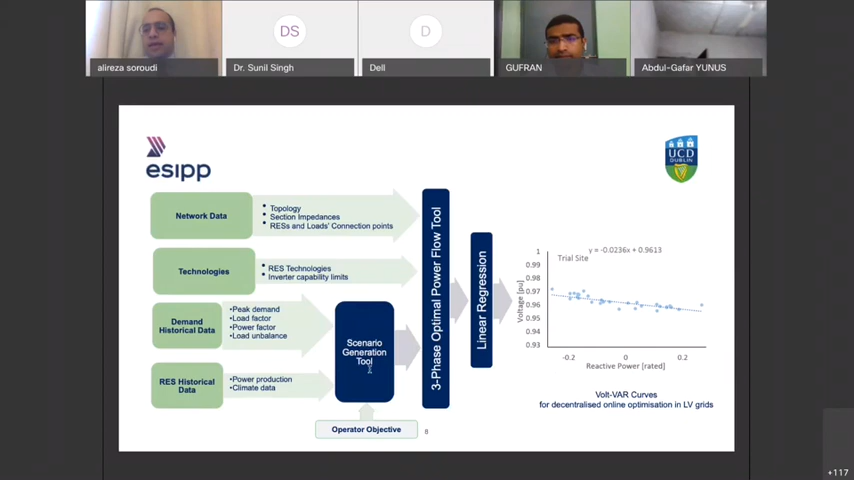 DS
D
alireza soroudi
Dr. Sunil Singh
Dell
GUFRAN
Abdul-Gafar YUNUS
esipp
UCD
DUBLIN
Network Data
• Topology
• Section Impedances
• RESs and Loads' Connection points
Technologies
• RES Technologies
• Inverter capability limits
Demand
Historical Data
•Peak demand
•Load factor
•Power factor
•Load unbalance
RES Historical
Data
•Power production
•Climate data
Scenario
Generation
Tool
Operator Objective
3-Phase Optimal Power Flow Tool
Linear Regression
y = -0.0236x + 0.9613
Trial Site
Voltage [pu]
1
0.99
0.98
0.97
0.96
0.95
0.94
0.93
-0.2
0
0.2
Reactive Power [rated]
Volt-VAR Curves
for decentralised online optimisation in LV grids
8
+117